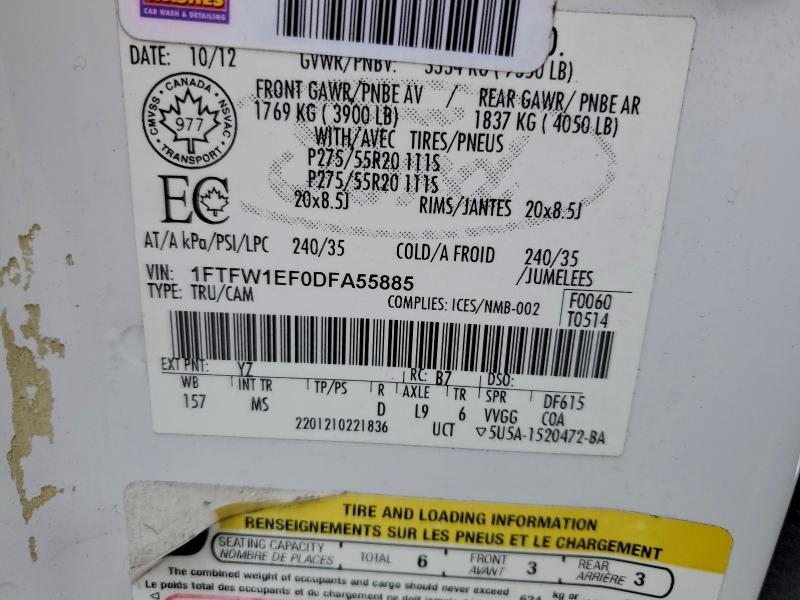 CAR WASH & DETAILING
DATE: 10/12 GVWR/PNBV:
FRONT GAWR/PNBE AV / REAR GAWR/ PNBE AR
1769 KG ( 3900 LB) 1837 KG ( 4050 LB)
WITH/AVEC TIRES/PNEUS
P275/55R20 111S
P275/55R20 111S
20x8.5J RIMS/JANTES 20x8.5J
CMVSS · CANADA · NSVAC
977
TRANSPORT
EC
AT/A kPa/PSI/LPC 240/35 COLD/A FROID 240/35
/JUMELEES
VIN: 1FTFW1EF0DFA55885
TYPE: TRU/CAM COMPLIES: ICES/NMB-002 F0060
T0514
EXT PNT: YZ RC: B7 DSO:
WB INT TR TP/PS R AXLE TR SPR DF615
157 MS D L9 6 VVGG COA
2201210221836 UCT ▽5U5A-1520472-BA
TIRE AND LOADING INFORMATION
RENSEIGNEMENTS SUR LES PNEUS ET LE CHARGEMENT
SEATING CAPACITY
NOMBRE DE PLACES TOTAL 6 FRONT AVANT 3 REAR ARRIÈRE 3
The combined weight of occupants and cargo should never exceed kg or
Le poids total des occupants et du chargement ne doit jamais